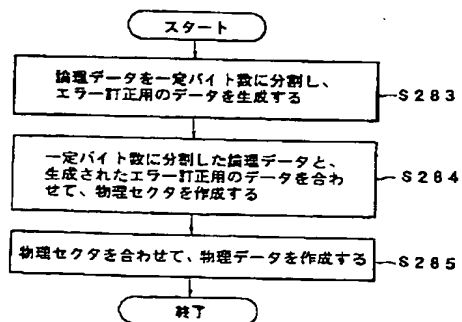 スタート
論理データを一定バイト数に分割し、
エラー訂正用のデータを生成する
S283
一定バイト数に分割した論理データと、
生成されたエラー訂正用のデータを合わ
せて、物理セクタを作成する
S284
物理セクタを合わせて、物理データを作成する
S285
終了